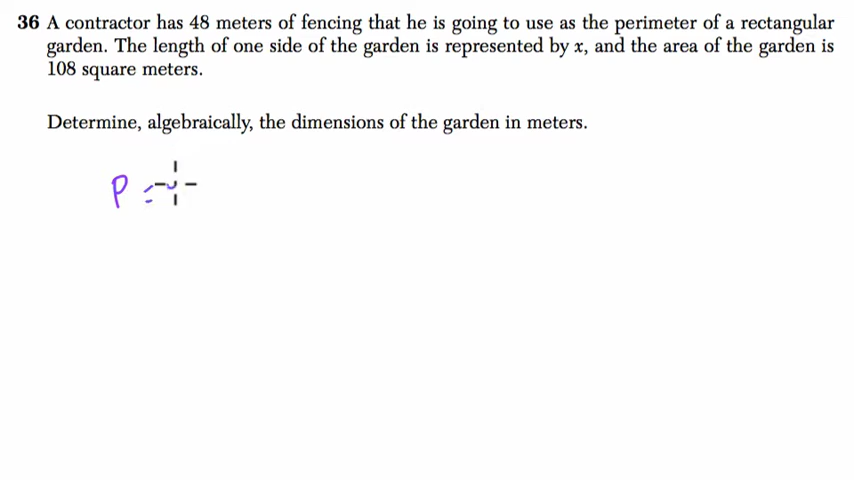 36 A contractor has 48 meters of fencing that he is going to use as the perimeter of a rectangular
garden. The length of one side of the garden is represented by x, and the area of the garden is
108 square meters.
Determine, algebraically, the dimensions of the garden in meters.
P =